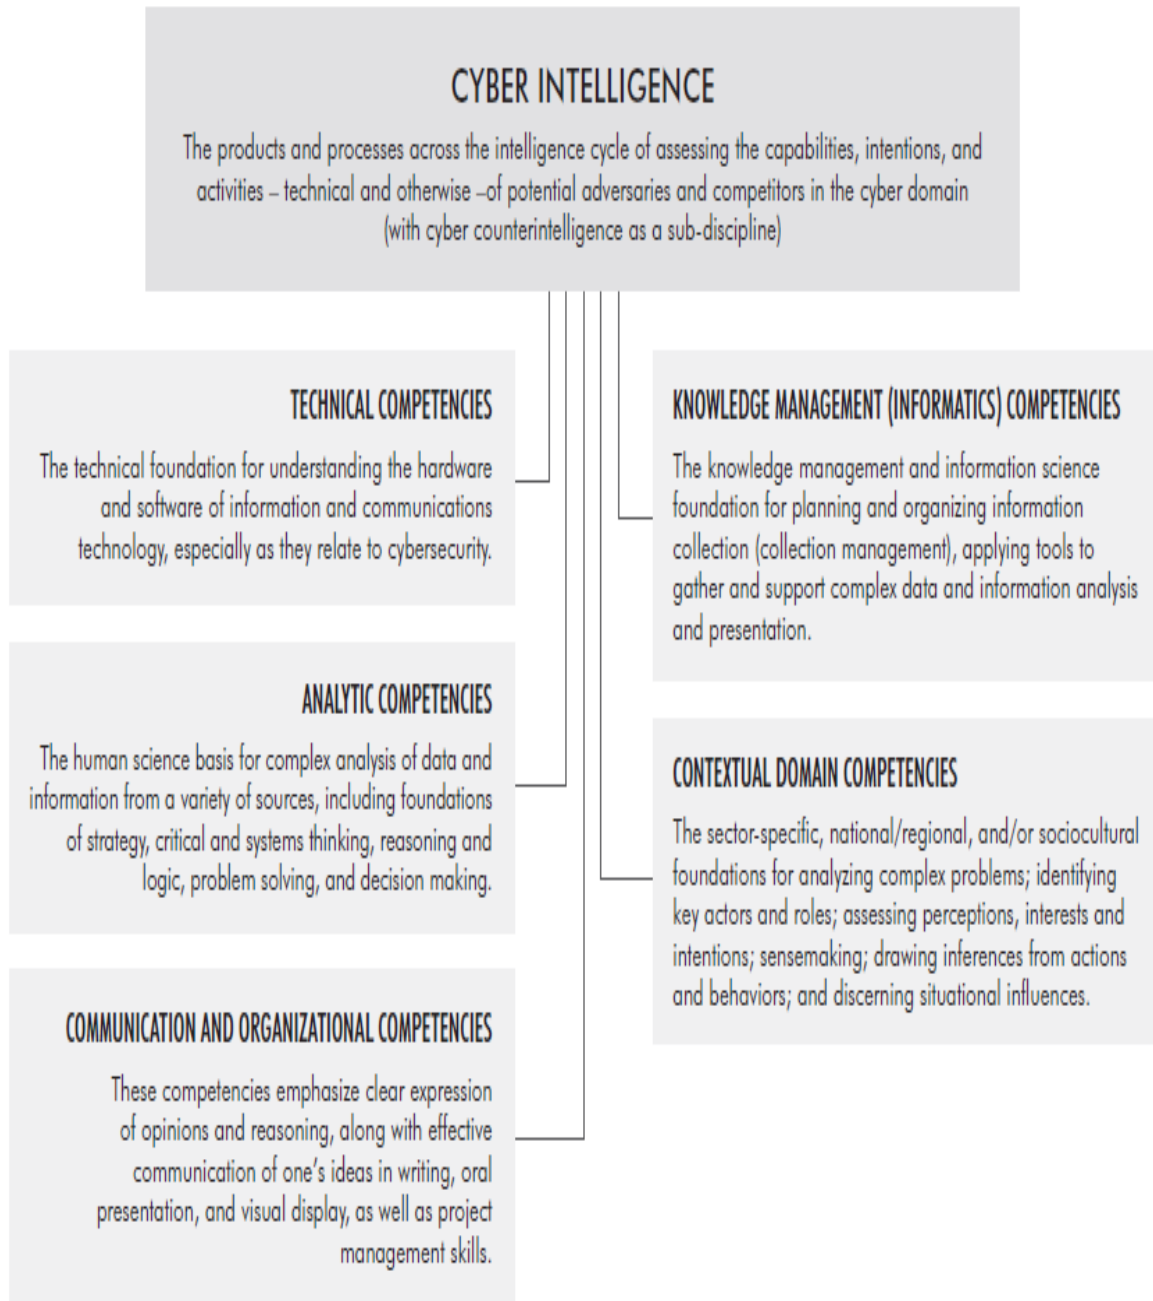 CYBER INTELLIGENCE
The products and processes across the intelligence cycle of assessing the capabilities, intentions, and
activities – technical and otherwise –of potential adversaries and competitors in the cyber domain
(with cyber counterintelligence as a sub-discipline)
TECHNICAL COMPETENCIES
The technical foundation for understanding the hardware
and software of information and communications
technology, especially as they relate to cybersecurity.
ANALYTIC COMPETENCIES
The human science basis for complex analysis of data and
information from a variety of sources, including foundations
of strategy, critical and systems thinking, reasoning and
logic, problem solving, and decision making.
COMMUNICATION AND ORGANIZATIONAL COMPETENCIES
These competencies emphasize clear expression
of opinions and reasoning, along with effective
communication of one's ideas in writing, oral
presentation, and visual display, as well as project
management skills.
KNOWLEDGE MANAGEMENT (INFORMATICS) COMPETENCIES
The knowledge management and information science
foundation for planning and organizing information
collection (collection management), applying tools to
gather and support complex data and information analysis
and presentation.
CONTEXTUAL DOMAIN COMPETENCIES
The sector-specific, national/regional, and/or sociocultural
foundations for analyzing complex problems; identifying
key actors and roles; assessing perceptions, interests and
intentions; sensemaking; drawing inferences from actions
and behaviors; and discerning situational influences.